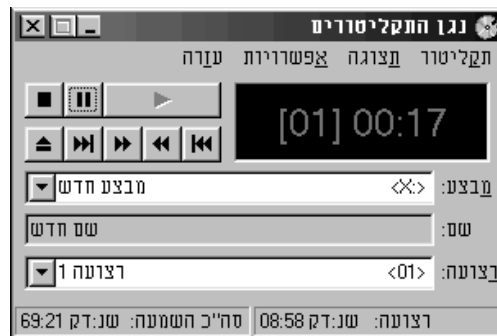 נגן התקליטורים
תקליטור תצוגה אפשרויות עזרה
[01] 00:17
מבצע: <X:> מבצע חדש
שם: שם חדש
רצועה: <01> רצועה 1
רצועה: שנ:דק 08:58 סה"כ השמעה: שנ:דק 69:21